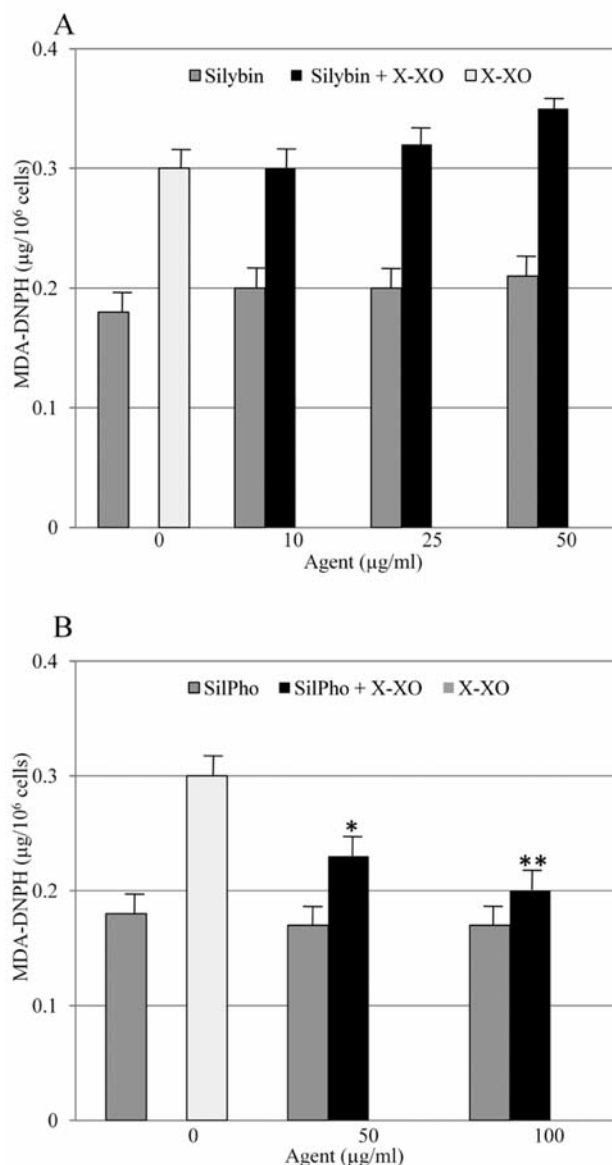 A
0.4
Silybin Silybin + X-XO X-XO
0.3
0.2
0.1
0
MDA-DNPH (µg/10⁶ cells)
0 10 25 50
Agent (µg/ml)
B
0.4
SilPho SilPho + X-XO X-XO
0.3
*
**
0.2
0.1
0
MDA-DNPH (µg/10⁶ cells)
0 50 100
Agent (µg/ml)